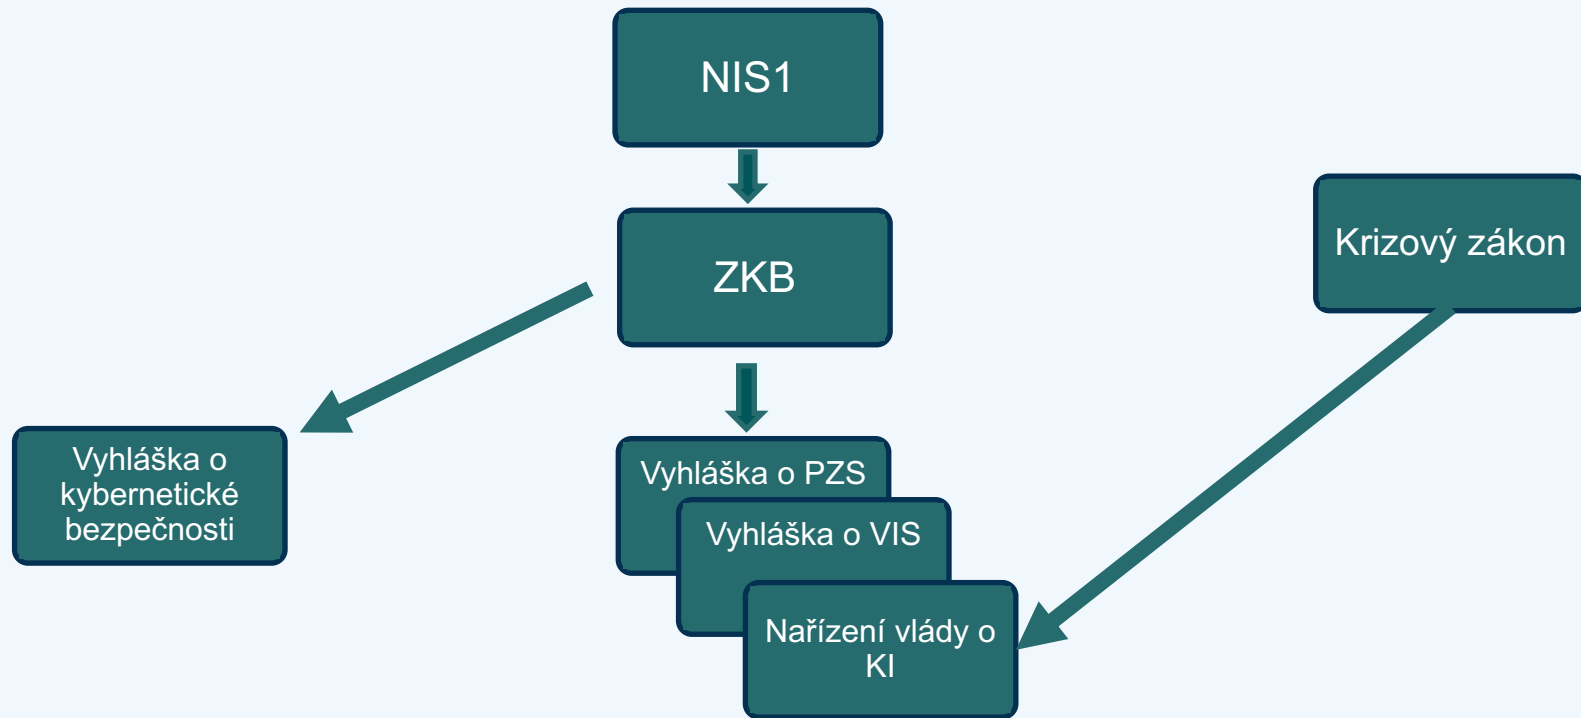 NIS1
ZKB
Krizový zákon
Vyhláška o
kybernetické
bezpečnosti
Vyhláška o PZS
Vyhláška o VIS
Nařízení vlády o
KI